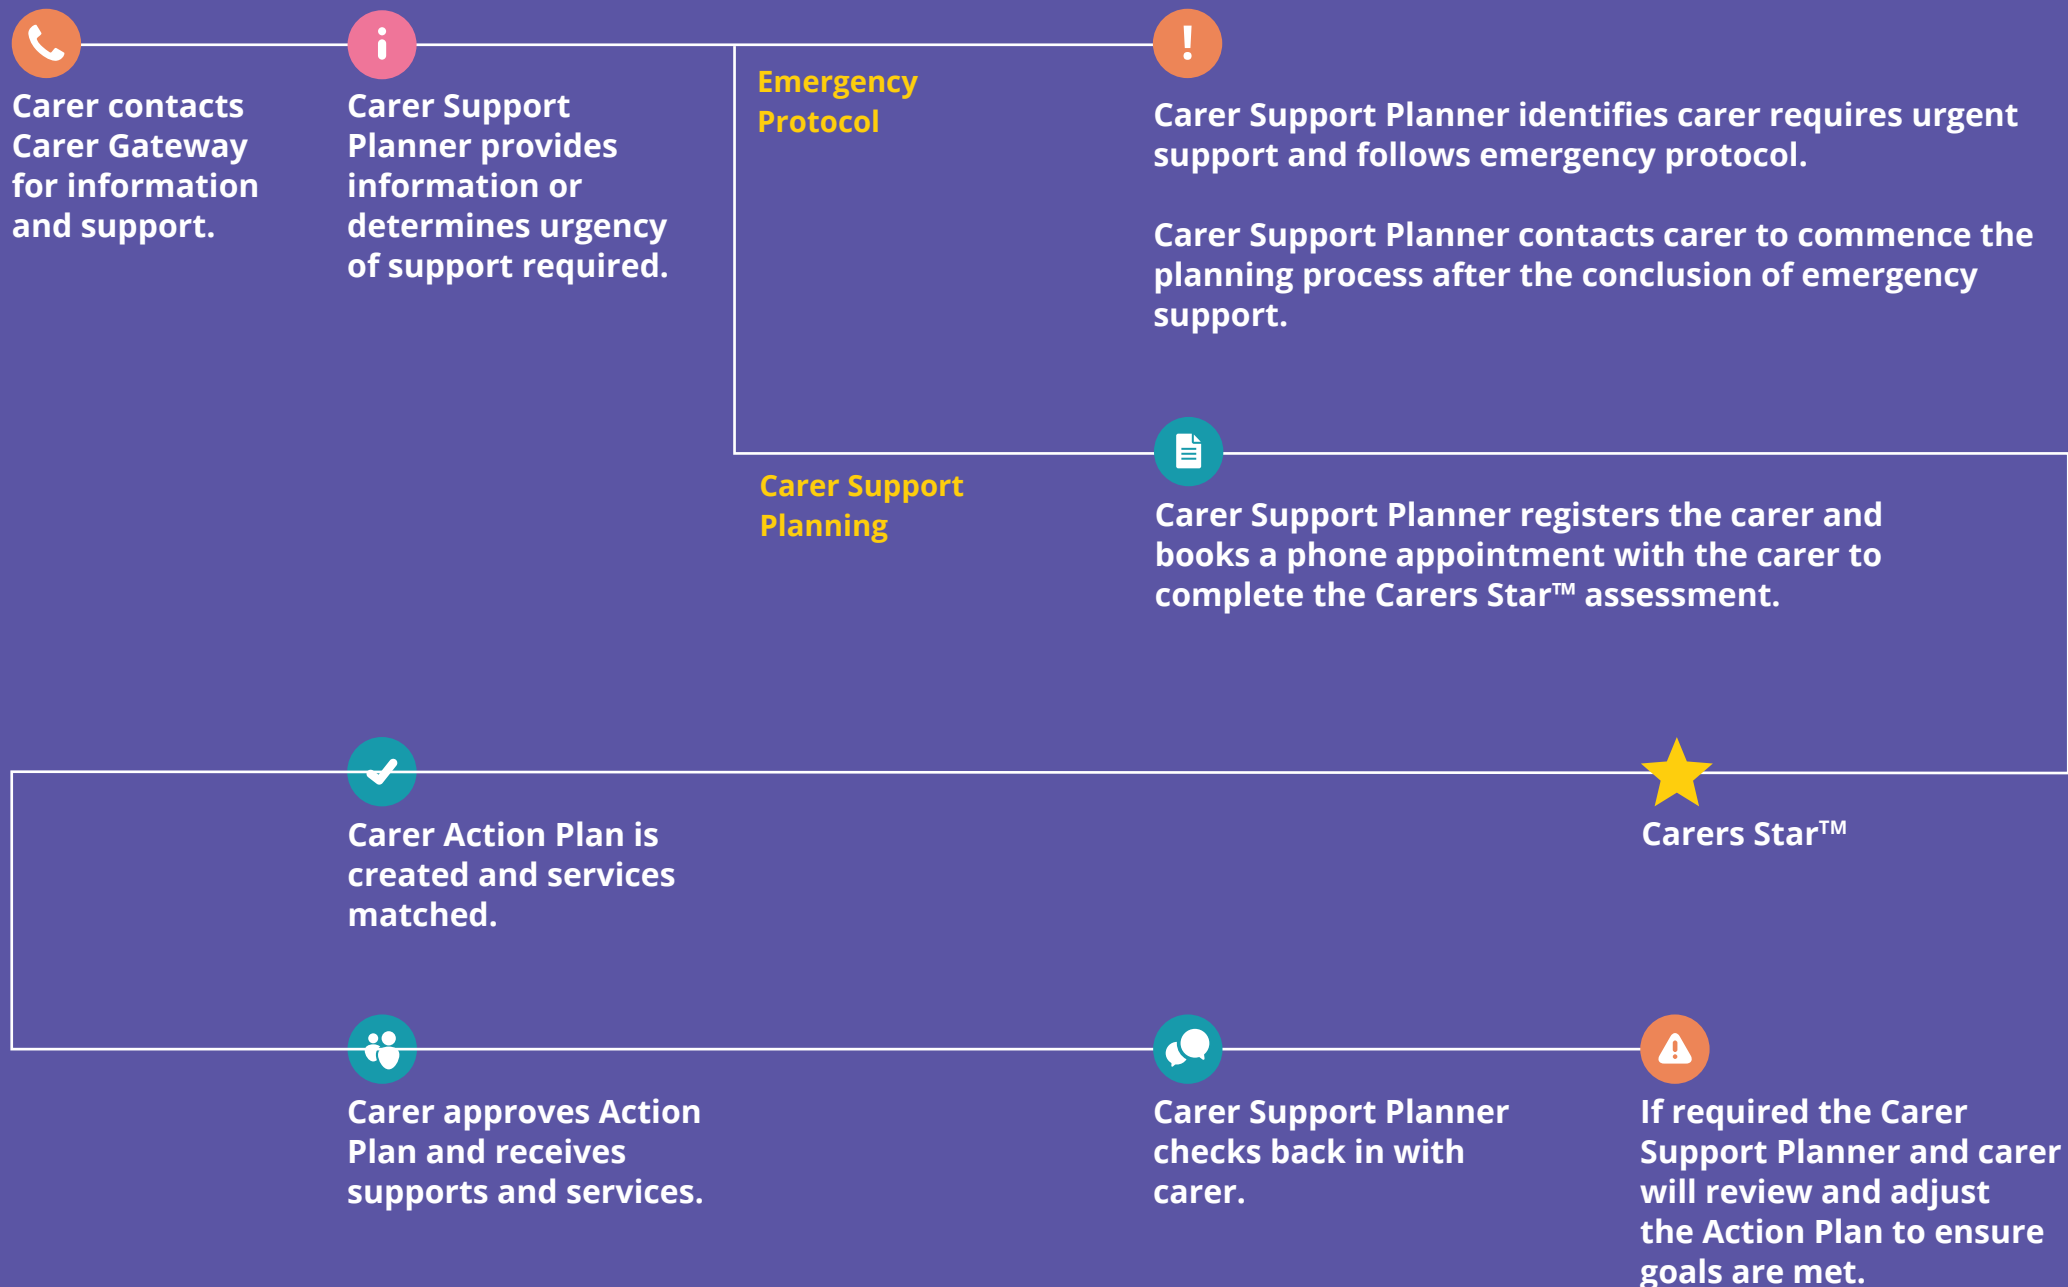 Carer contacts
Carer Gateway
for information
and support.
Carer Support
Planner provides
information or
determines urgency
of support required.
Emergency
Protocol
Carer Support Planner identifies carer requires urgent
support and follows emergency protocol.
Carer Support Planner contacts carer to commence the
planning process after the conclusion of emergency
support.
Carer Support
Planning
Carer Support Planner registers the carer and
books a phone appointment with the carer to
complete the Carers Star™ assessment.
Carer Action Plan is
created and services
matched.
Carers Star™
Carer approves Action
Plan and receives
supports and services.
Carer Support Planner
checks back in with
carer.
If required the Carer
Support Planner and carer
will review and adjust
the Action Plan to ensure
goals are met.